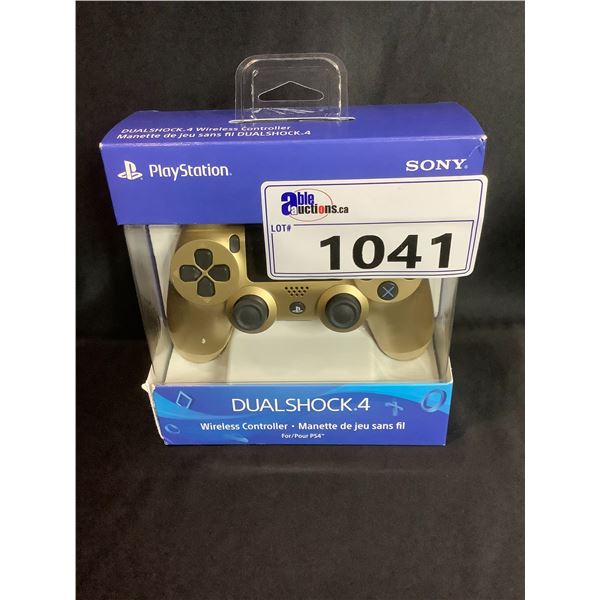 DUALSHOCK.4 Wireless Controller
Manette de jeu sans fil DUALSHOCK.4
PlayStation.
SONY
able auctions.ca
LOT#
1041
DUALSHOCK.4
Wireless Controller • Manette de jeu sans fil
For/Pour PS4™